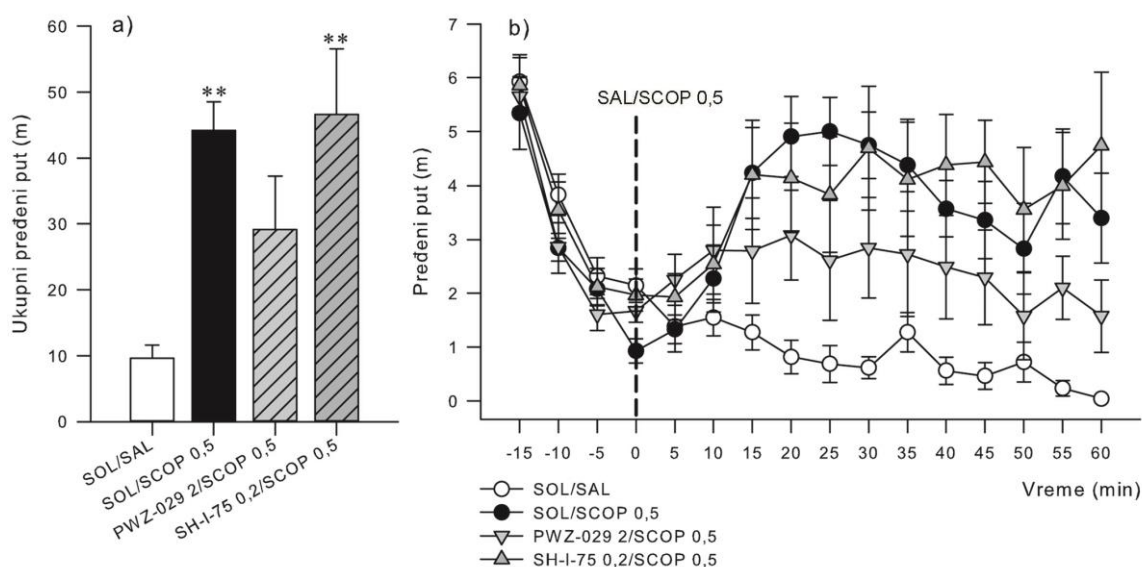 a)
Ukupni pređeni put (m)
60
50
40
30
20
10
0
**
**
SOL/SAL
SOL/SCOP 0,5
PWZ-029 2/SCOP 0,5
SH-I-75 0,2/SCOP 0,5
b)
Pređeni put (m)
7
6
5
4
3
2
1
0
SAL/SCOP 0,5
-15 -10 -5 0 5 10 15 20 25 30 35 40 45 50 55 60
Vreme (min)
SOL/SAL
SOL/SCOP 0,5
PWZ-029 2/SCOP 0,5
SH-I-75 0,2/SCOP 0,5